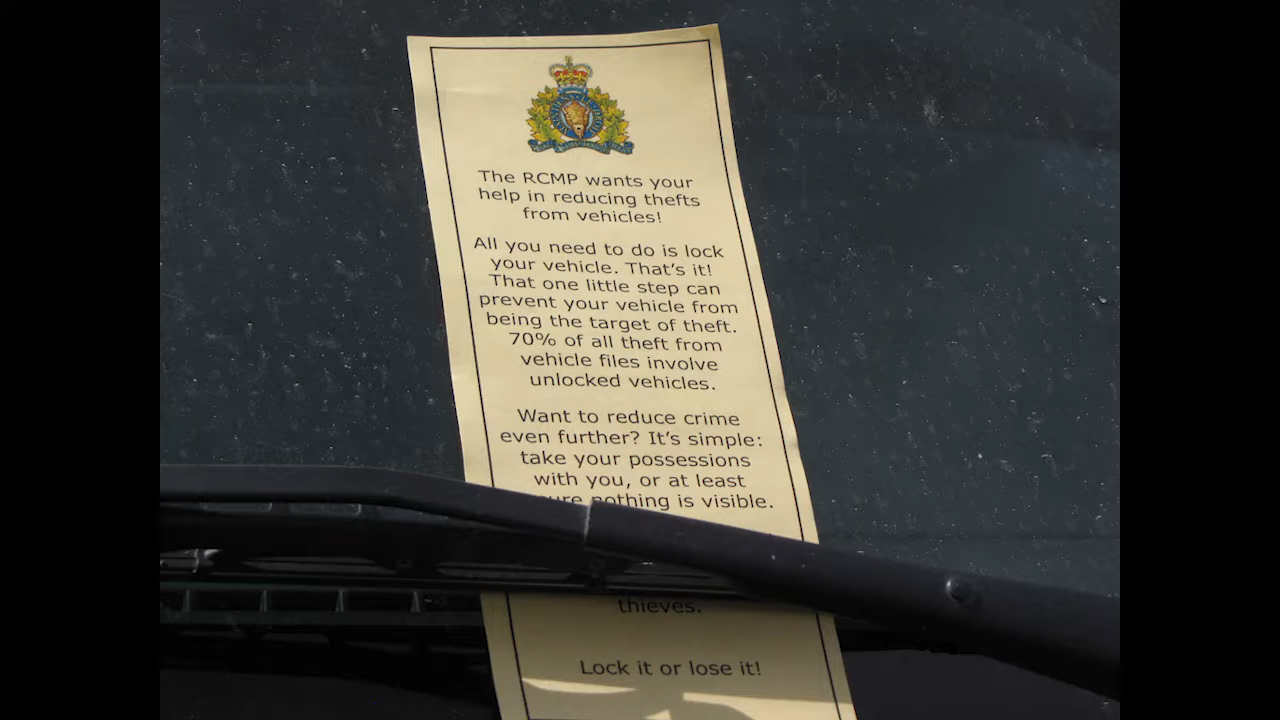 The RCMP wants your
help in reducing thefts
from vehicles!
All you need to do is lock
your vehicle. That's it!
That one little step can
prevent your vehicle from
being the target of theft.
70% of all theft from
vehicle files involve
unlocked vehicles.
Want to reduce crime
even further? It's simple:
take your possessions
with you, or at least
nothing is visible.
thieves.
Lock it or lose it!